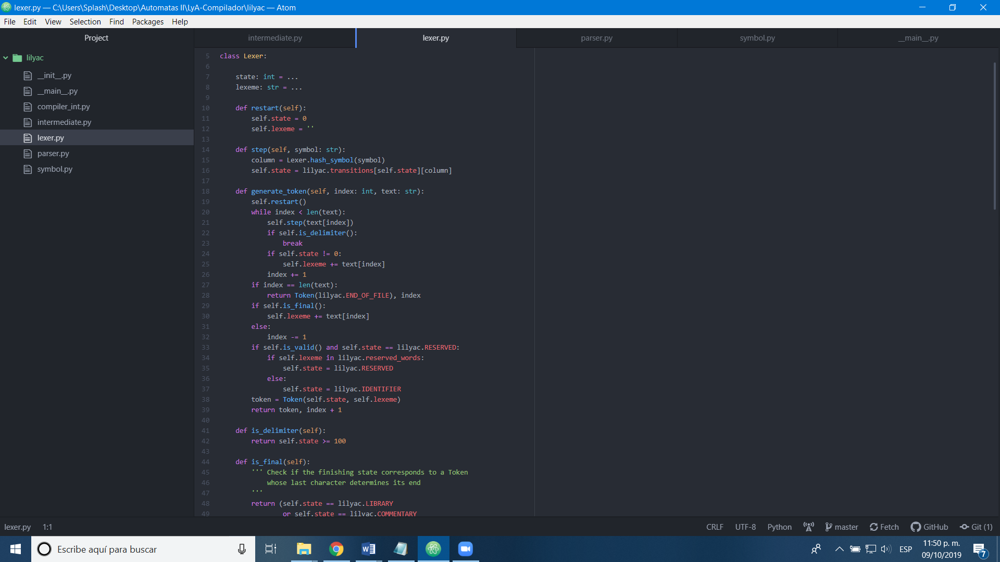 lexer.py — C:\Users\Splash\Desktop\Automatas II\LyA-Compilador\lilyac — Atom
File Edit View Selection Find Packages Help
Project
lilyac
__init__.py
__main__.py
compiler_int.py
intermediate.py
lexer.py
parser.py
symbol.py
intermediate.py lexer.py parser.py symbol.py __main__.py
5 class Lexer:
6
7     state: int = ...
8     lexeme: str = ...
9
10     def restart(self):
11         self.state = 0
12         self.lexeme = ''
13
14     def step(self, symbol: str):
15         column = Lexer.hash_symbol(symbol)
16         self.state = lilyac.transitions[self.state][column]
17
18     def generate_token(self, index: int, text: str):
19         self.restart()
20         while index < len(text):
21             self.step(text[index])
22             if self.is_delimiter():
23                 break
24             if self.state != 0:
25                 self.lexeme += text[index]
26             index += 1
27         if index == len(text):
28             return Token(lilyac.END_OF_FILE), index
29         if self.is_final():
30             self.lexeme += text[index]
31         else:
32             index -= 1
33         if self.is_valid() and self.state == lilyac.RESERVED:
34             if self.lexeme in lilyac.reserved_words:
35                 self.state = lilyac.RESERVED
36             else:
37                 self.state = lilyac.IDENTIFIER
38         token = Token(self.state, self.lexeme)
39         return token, index + 1
40
41     def is_delimiter(self):
42         return self.state >= 100
43
44     def is_final(self):
45         ''' Check if the finishing state corresponds to a Token
46             whose last character determines its end
47         '''
48         return (self.state == lilyac.LIBRARY
49                 or self.state == lilyac.COMMENTARY
lexer.py 1:1 CRLF UTF-8 Python master Fetch GitHub Git (1)
Escribe aquí para buscar
ESP
11:50 p. m.
09/10/2019
7